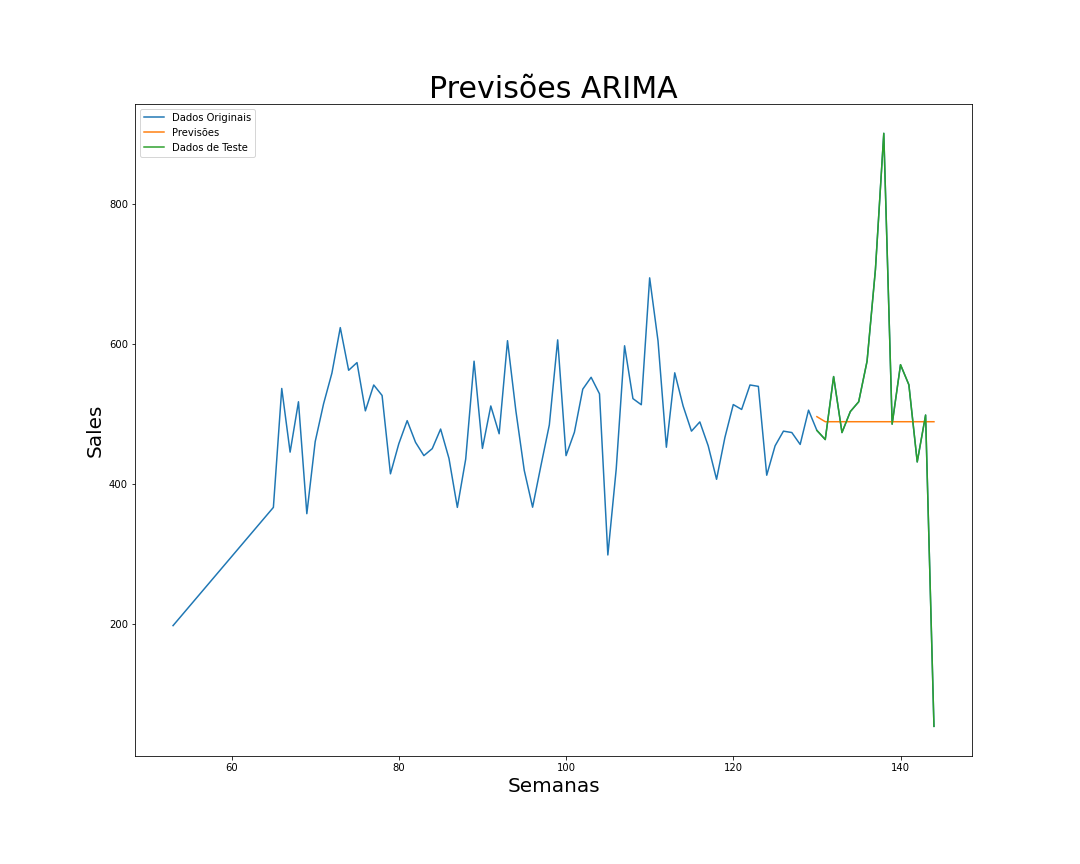 Previsões ARIMA
Dados Originais
Previsões
Dados de Teste
800
600
400
200
Sales
60 80 100 120 140
Semanas